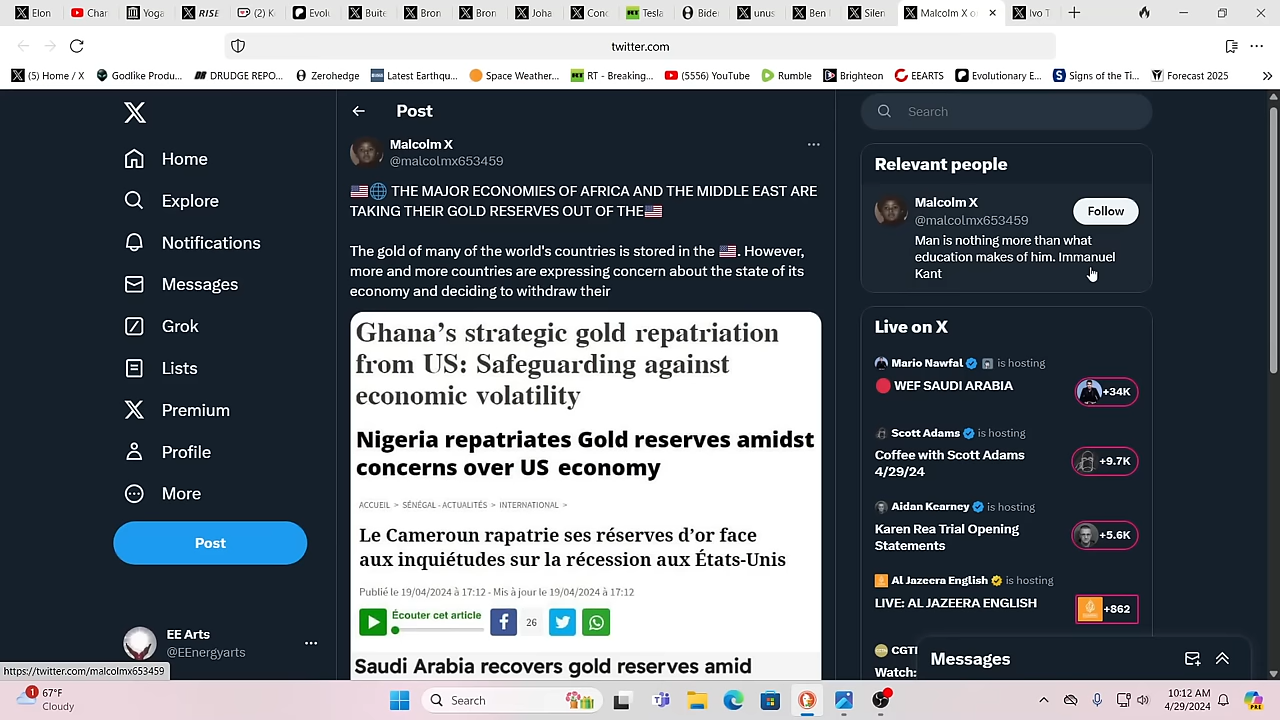 Elon
Char
Yoga
RISE
(2) K
Evol
Buite
Bron
Bron
Joha
Conc
RT Tesla
Bide
unu
Ben
Silen
Malcolm X o
Ivo T
twitter.com
(5) Home / X
Godlike Produ...
DRUDGE REPO...
Zerohedge
Latest Earthqu...
Space Weather...
RT - Breaking...
(5556) YouTube
Rumble
Brighteon
EEARTS
Evolutionary E...
Signs of the Ti...
Forecast 2025
Home
Explore
Notifications
Messages
Grok
Lists
Premium
Profile
More
Post
EE Arts
@EEnergyarts
https://twitter.com/malcolmx653459
Post
Malcolm X
@malcolmx653459
THE MAJOR ECONOMIES OF AFRICA AND THE MIDDLE EAST ARE
TAKING THEIR GOLD RESERVES OUT OF THE
The gold of many of the world's countries is stored in the 🇺🇸. However,
more and more countries are expressing concern about the state of its
economy and deciding to withdraw their
Ghana's strategic gold repatriation
from US: Safeguarding against
economic volatility
Nigeria repatriates Gold reserves amidst
concerns over US economy
ACCUEIL > SÉNÉGAL - ACTUALITÉS > INTERNATIONAL >
Le Cameroun rapatrie ses réserves d'or face
aux inquiétudes sur la récession aux États-Unis
Publié le 19/04/2024 à 17:12 - Mis à jour le 19/04/2024 à 17:12
Écouter cet article
26
Saudi Arabia recovers gold reserves amid
Search
Relevant people
Malcolm X
@malcolmx653459
Follow
Man is nothing more than what
education makes of him. Immanuel
Kant
Live on X
Mario Nawfal is hosting
WEF SAUDI ARABIA
+34K
Scott Adams is hosting
Coffee with Scott Adams
4/29/24
+9.7K
Aidan Kearney is hosting
Karen Rea Trial Opening
Statements
+5.6K
Al Jazeera English is hosting
LIVE: AL JAZEERA ENGLISH
+862
CGT
Watch:
Messages
1
67°F
Cloudy
Search
10:12 AM
4/29/2024
PRE